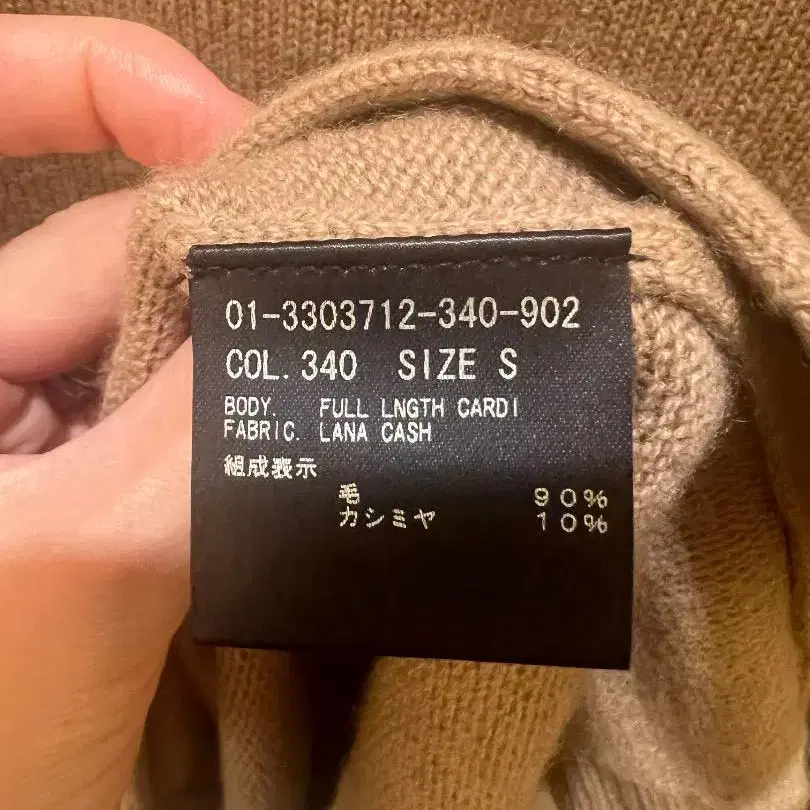 01-3303712-340-902
COL. 340 SIZE S
BODY. FULL LNGTH CARDI
FABRIC. LANA CASH
組成表示
毛 90%
カシミヤ 10%